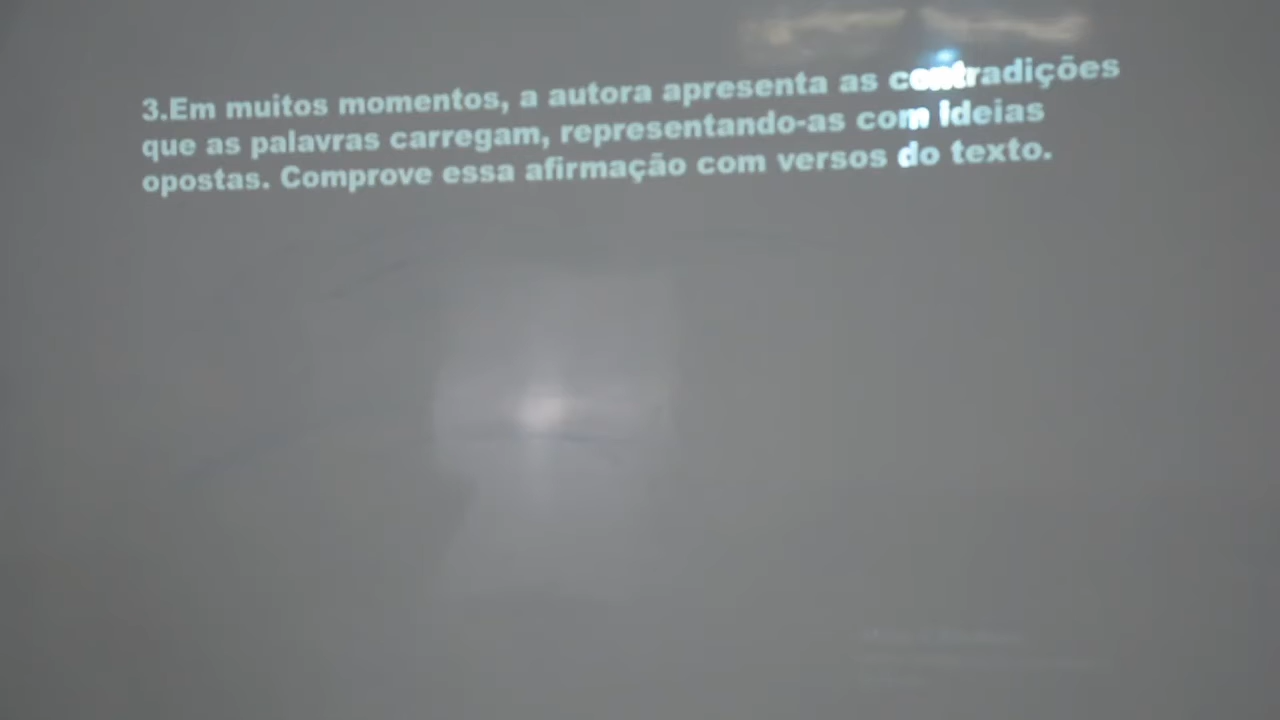 3.Em muitos momentos, a autora apresenta as contradições
que as palavras carregam, representando-as com ideias
opostas. Comprove essa afirmação com versos do texto.